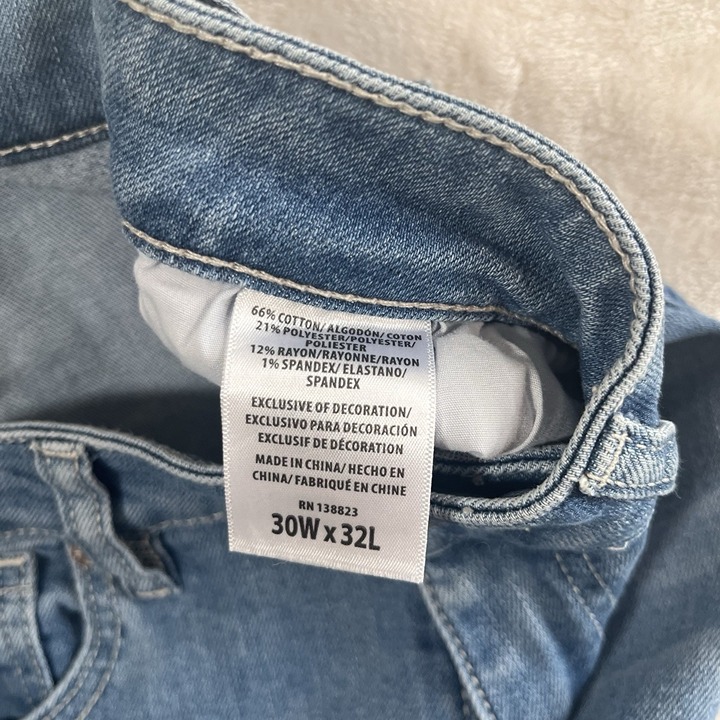 66% COTTON/ ALGODÓN/ COTON
21% POLYESTER/POLYESTER/
POLIESTER
12% RAYON/RAYONNE/RAYON
1% SPANDEX/ ELASTANO/
SPANDEX
EXCLUSIVE OF DECORATION/
EXCLUSIVO PARA DECORACIÓN
EXCLUSIF DE DÉCORATION
MADE IN CHINA/ HECHO EN
CHINA/ FABRIQUÉ EN CHINE
RN 138823
30W x 32L